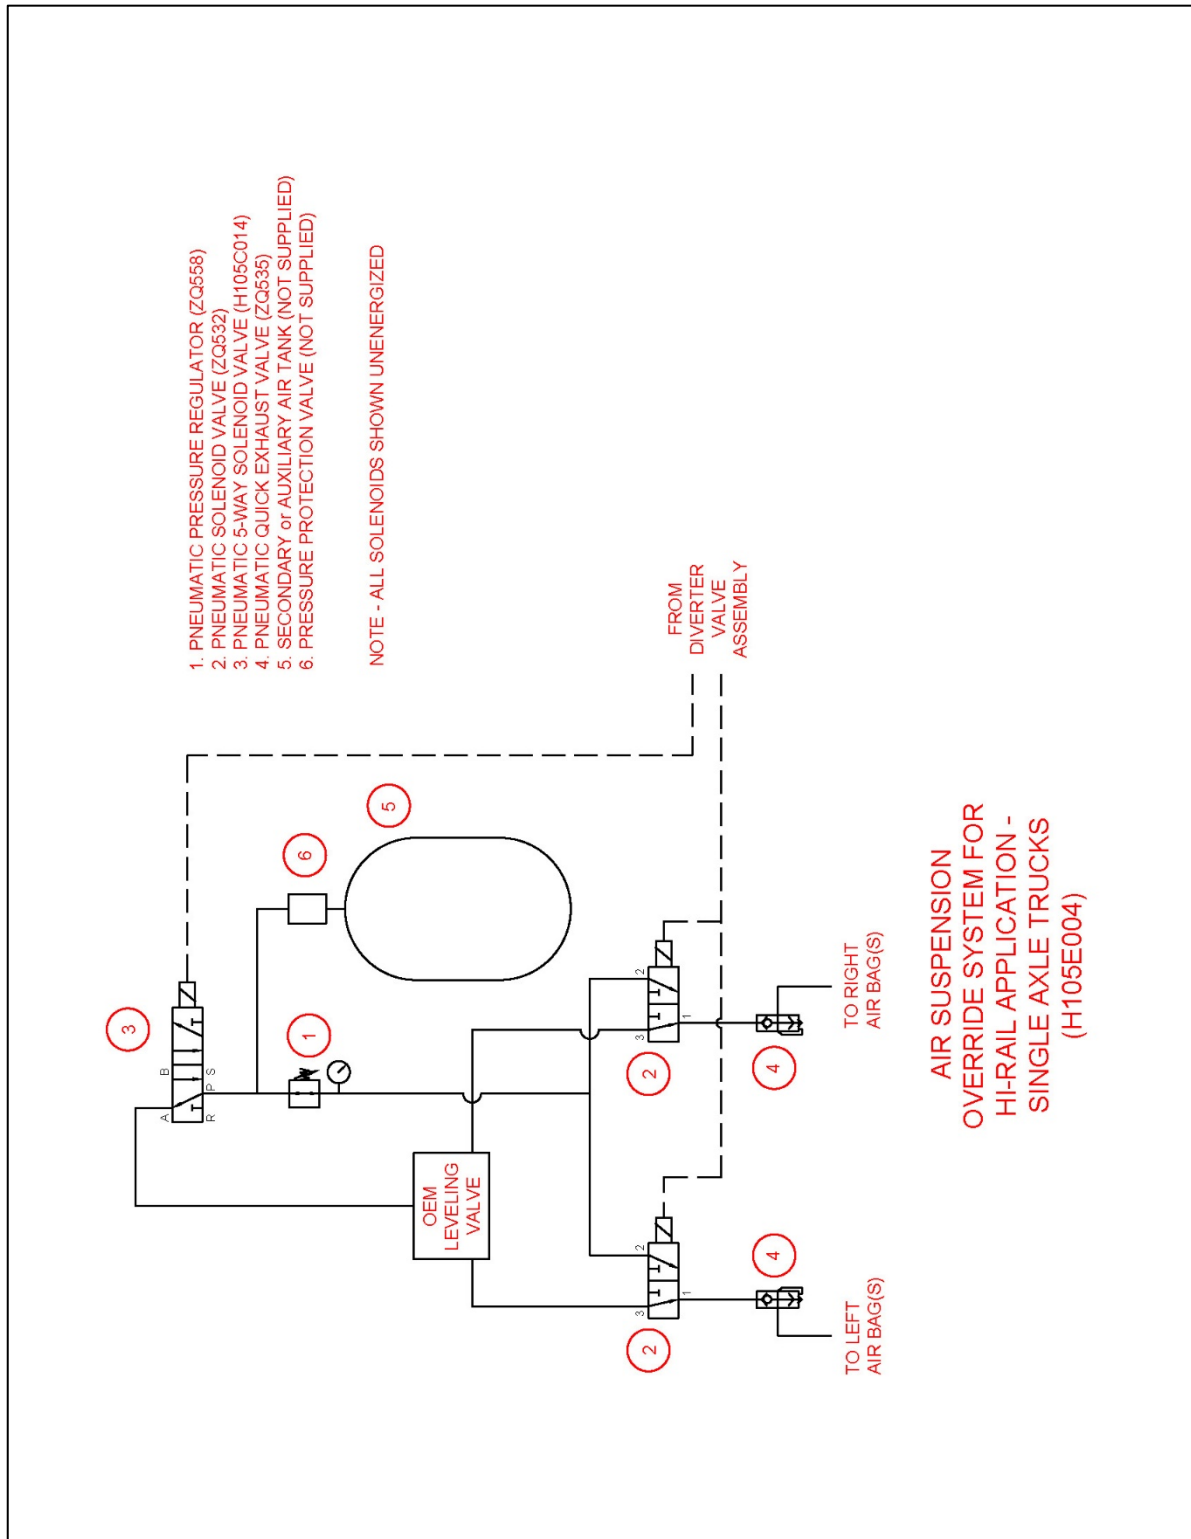 1. PNEUMATIC PRESSURE REGULATOR (ZQ558)
2. PNEUMATIC SOLENOID VALVE (ZQ532)
3. PNEUMATIC 5-WAY SOLENOID VALVE (H105C014)
4. PNEUMATIC QUICK EXHAUST VALVE (ZQ535)
5. SECONDARY or AUXILIARY AIR TANK (NOT SUPPLIED)
6. PRESSURE PROTECTION VALVE (NOT SUPPLIED)
NOTE - ALL SOLENOIDS SHOWN UNENERGIZED
3
A
B
R
P
S
1
6
5
OEM
LEVELING
VALVE
2
3
2
1
2
3
2
1
4
4
TO LEFT
AIR BAG(S)
TO RIGHT
AIR BAG(S)
FROM
DIVERTER
VALVE
ASSEMBLY
AIR SUSPENSION
OVERRIDE SYSTEM FOR
HI-RAIL APPLICATION -
SINGLE AXLE TRUCKS
(H105E004)